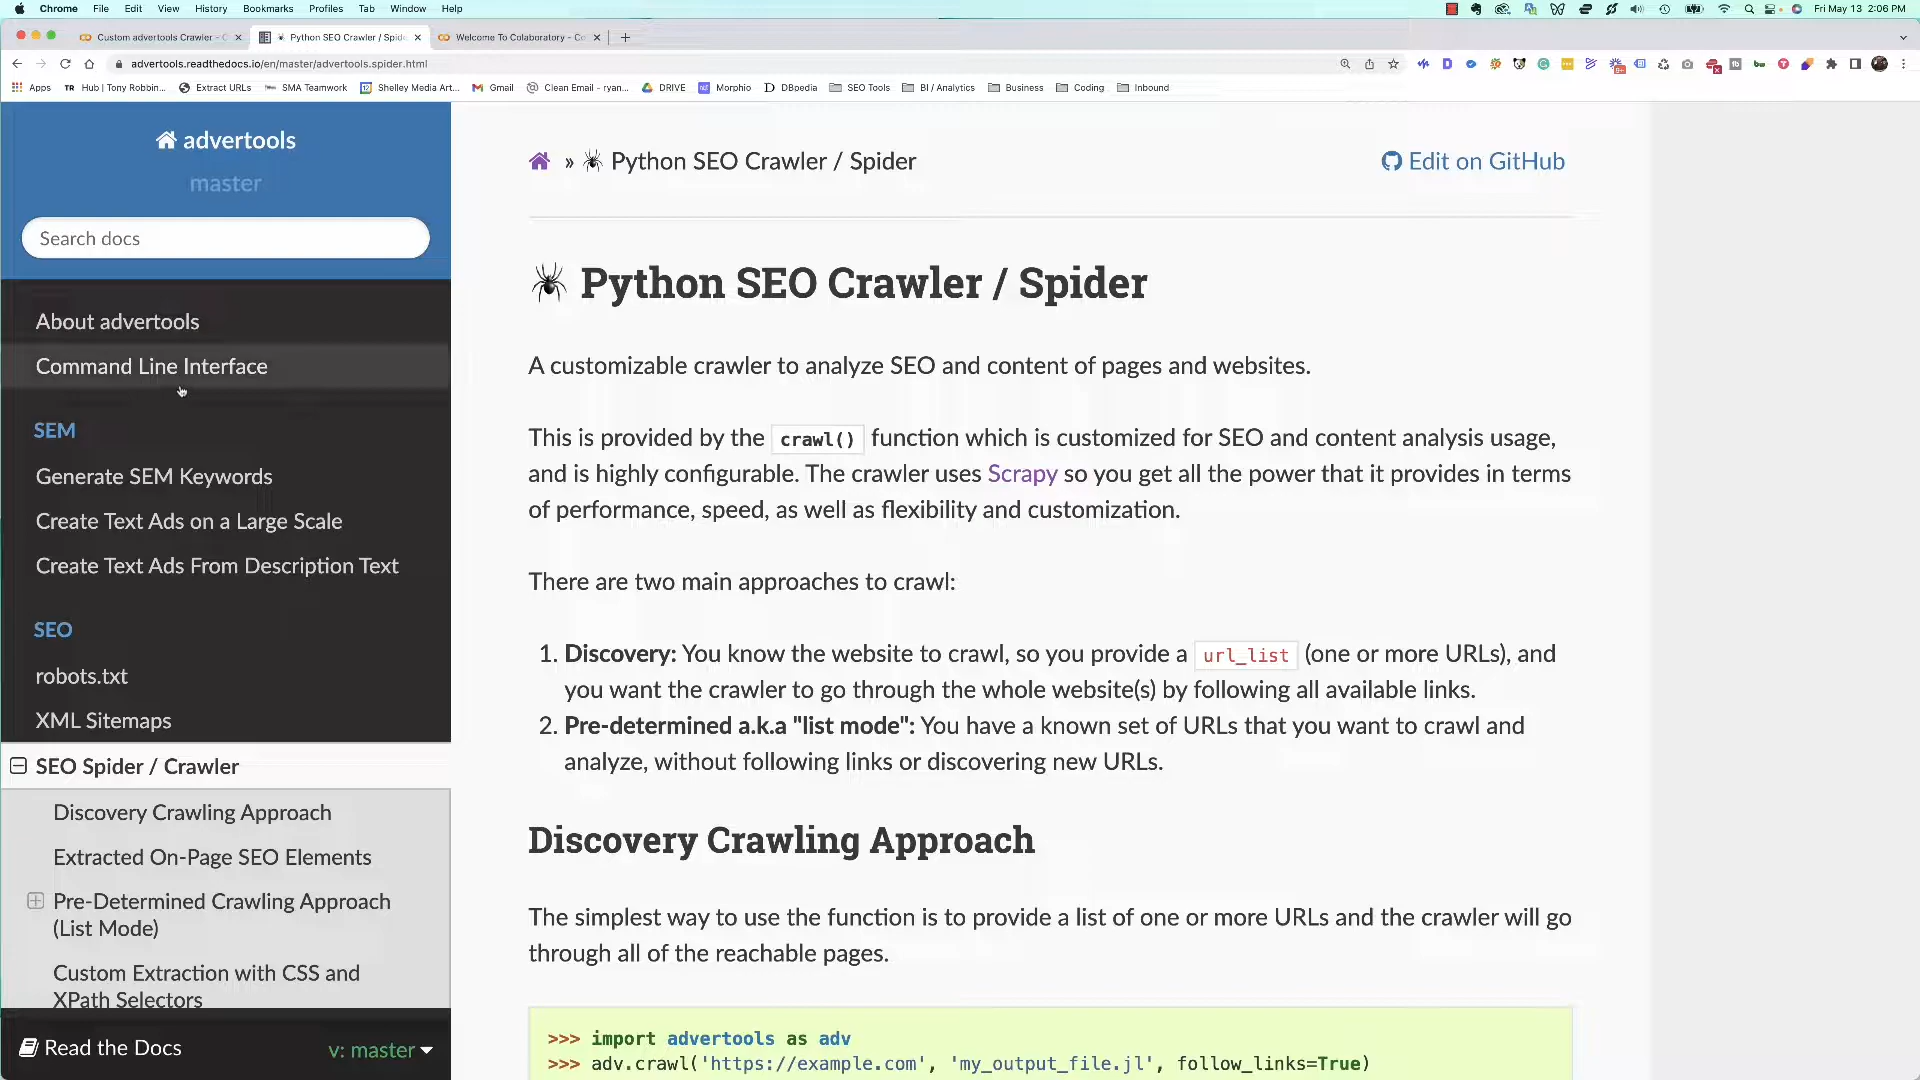 Chrome File Edit View History Bookmarks Profiles Tab Window Help Fri May 13 2:06 PM
Custom advertools Crawler - Python SEO Crawler / Spide Welcome To Colaboratory - Co
advertools.readthedocs.io/en/master/advertools.spider.html
Apps Hub | Tony Robbin... Extract URLs SMA Teamwork Shelley Media Art... Gmail Clean Email - ryan... DRIVE Morphio DBpedia SEO Tools BI / Analytics Business Coding Inbound
advertools
master
Search docs
About advertools
Command Line Interface
SEM
Generate SEM Keywords
Create Text Ads on a Large Scale
Create Text Ads From Description Text
SEO
robots.txt
XML Sitemaps
SEO Spider / Crawler
Discovery Crawling Approach
Extracted On-Page SEO Elements
Pre-Determined Crawling Approach
(List Mode)
Custom Extraction with CSS and
XPath Selectors
Read the Docs v: master
» Python SEO Crawler / Spider Edit on GitHub
Python SEO Crawler / Spider
A customizable crawler to analyze SEO and content of pages and websites.
This is provided by the crawl() function which is customized for SEO and content analysis usage,
and is highly configurable. The crawler uses Scrapy so you get all the power that it provides in terms
of performance, speed, as well as flexibility and customization.
There are two main approaches to crawl:
1. Discovery: You know the website to crawl, so you provide a url_list (one or more URLs), and
you want the crawler to go through the whole website(s) by following all available links.
2. Pre-determined a.k.a "list mode": You have a known set of URLs that you want to crawl and
analyze, without following links or discovering new URLs.
Discovery Crawling Approach
The simplest way to use the function is to provide a list of one or more URLs and the crawler will go
through all of the reachable pages.
>>> import advertools as adv
>>> adv.crawl('https://example.com', 'my_output_file.jl', follow_links=True)